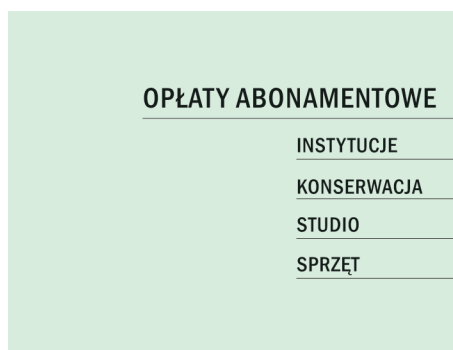 OPŁATY ABONAMENTOWE
INSTYTUCJE
KONSERWACJA
STUDIO
SPRZĘT